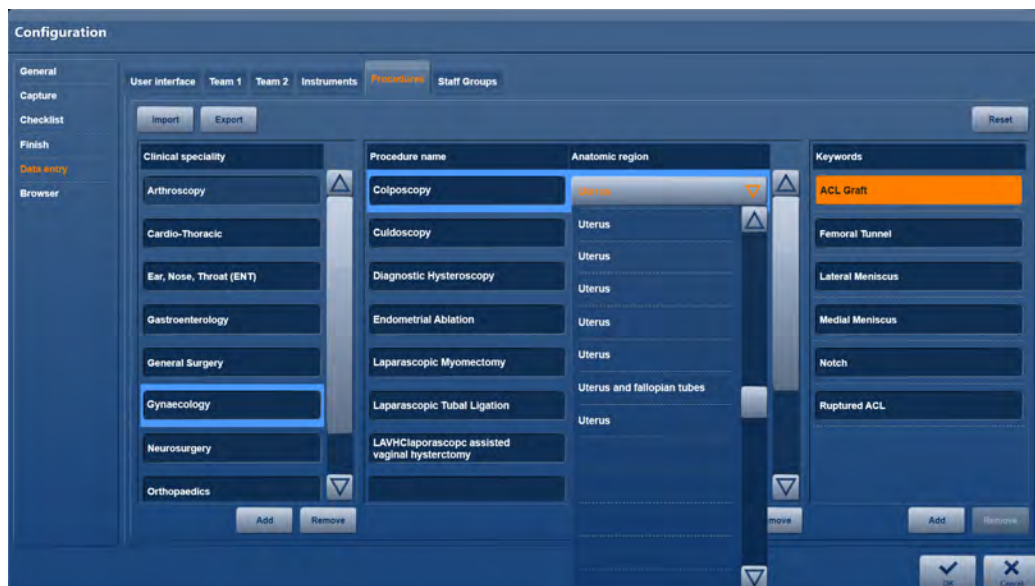 Configuration
General
Capture
Checklist
Finish
Data entry
Browser
User interface Team 1 Team 2 Instruments Procedures Staff Groups
Import Export Reset
Clinical speciality
Arthroscopy
Cardio-Thoracic
Ear, Nose, Throat (ENT)
Gastroenterology
General Surgery
Gynaecology
Neurosurgery
Orthopaedics
Add Remove
Procedure name
Colposcopy
Culdoscopy
Diagnostic Hysteroscopy
Endometrial Ablation
Laparascopic Myomectomy
Laparascopic Tubal Ligation
LAVHClaporascopc assisted
vaginal hysterctomy
Anatomic region
Uterus
Uterus
Uterus
Uterus
Uterus
Uterus
Uterus and fallopian tubes
Uterus
move
Keywords
ACL Graft
Femoral Tunnel
Lateral Meniscus
Medial Meniscus
Notch
Ruptured ACL
Add Remove
OK Cancel